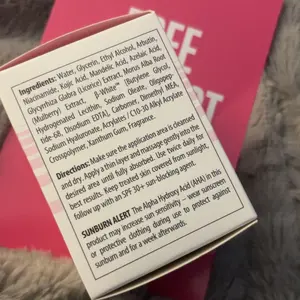 FREE
Ingredients: Water, Glycerin, Ethyl Alcohol, Arbutin,
Niacinamide, Kojic Acid, Mandelic Acid, Azelaic Acid,
Glycyrrhiza Glabra (Licorice) Extract, Morus Alba Root
(Mulberry) Extract, β-White™ (Butylene Glycol,
Hydrogenated Lecithin, Sodium Oleate, Oligopep-
tide-68, Disodium EDTA), Carbomer, Dimethyl MEA,
Sodium Hyaluronate, Acrylates / C10-30 Alkyl Acrylate
Crosspolymer, Xanthum Gum, Fragrance.
Directions: Make sure the application area is cleansed
and dry. Apply a thin layer and massage gently onto the
desired area until fully absorbed. Use twice daily for
best results. Keep treated skin covered from sunlight,
follow up with an SPF 30+ sun-blocking agent.
SUNBURN ALERT The Alpha Hydroxy Acid (AHA) in this
product may increase sun sensitivity – wear sunscreen
or protective clothing during use to protect against
sunburn and for a week afterwards.